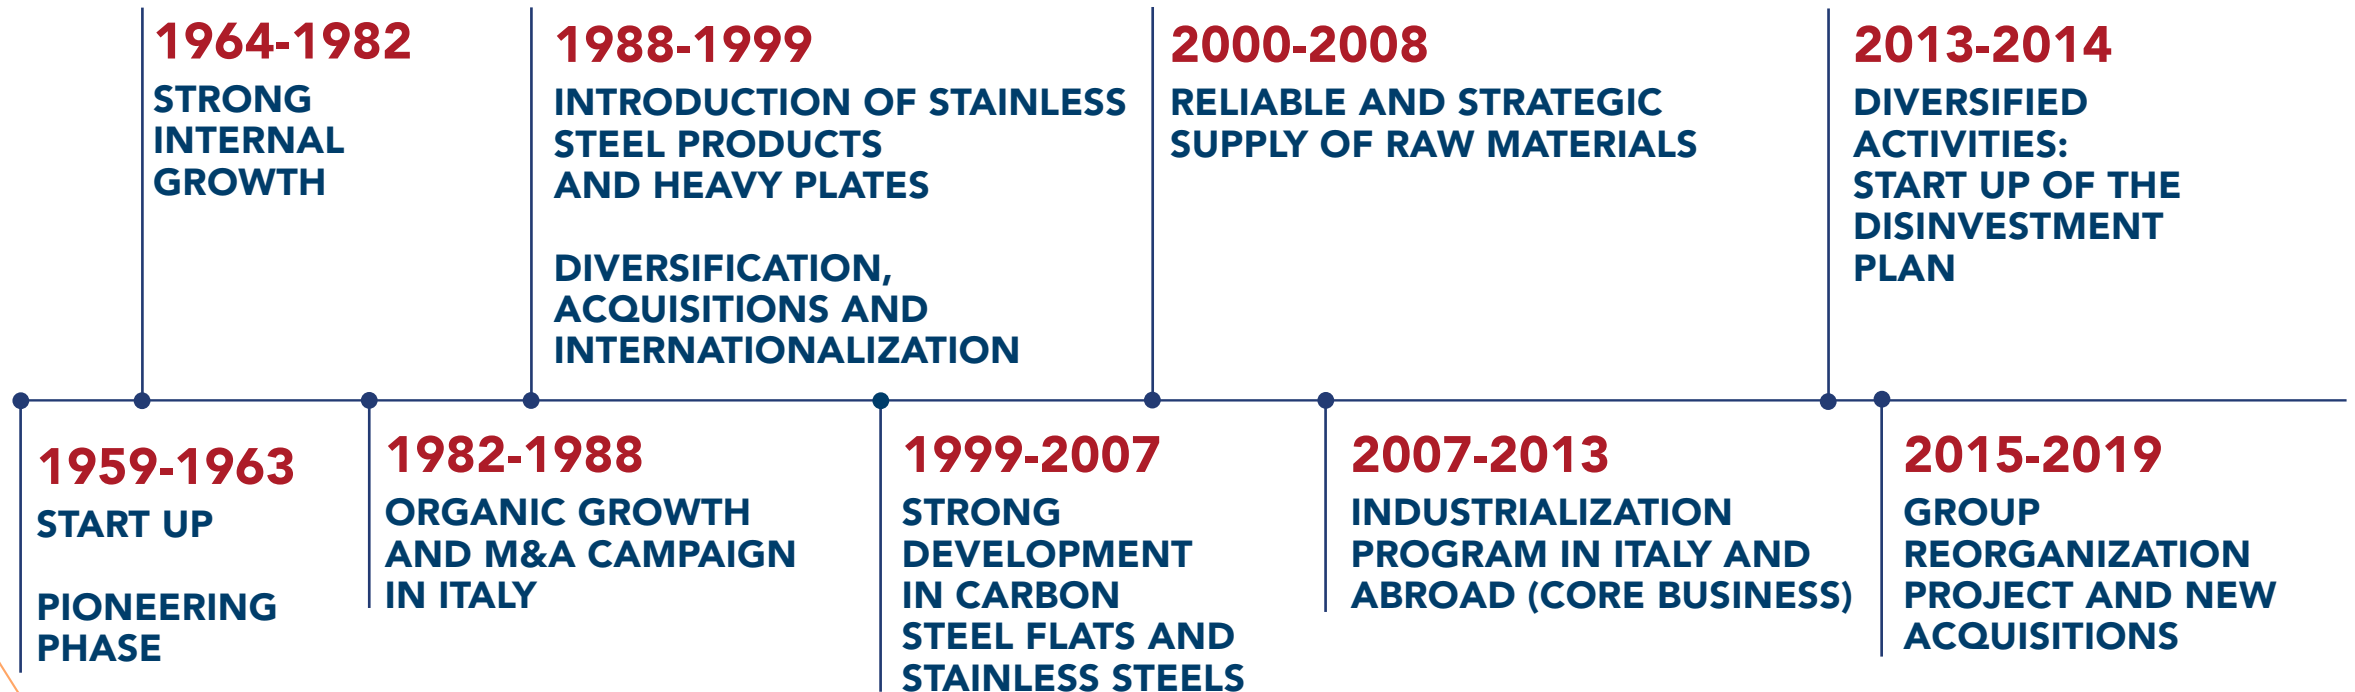 1964-1982
STRONG
INTERNAL
GROWTH
1988-1999
INTRODUCTION OF STAINLESS
STEEL PRODUCTS
AND HEAVY PLATES
DIVERSIFICATION,
ACQUISITIONS AND
INTERNATIONALIZATION
2000-2008
RELIABLE AND STRATEGIC
SUPPLY OF RAW MATERIALS
2013-2014
DIVERSIFIED
ACTIVITIES:
START UP OF THE
DISINVESTMENT
PLAN
1959-1963
START UP
PIONEERING
PHASE
1982-1988
ORGANIC GROWTH
AND M&A CAMPAIGN
IN ITALY
1999-2007
STRONG
DEVELOPMENT
IN CARBON
STEEL FLATS AND
STAINLESS STEELS
2007-2013
INDUSTRIALIZATION
PROGRAM IN ITALY AND
ABROAD (CORE BUSINESS)
2015-2019
GROUP
REORGANIZATION
PROJECT AND NEW
ACQUISITIONS